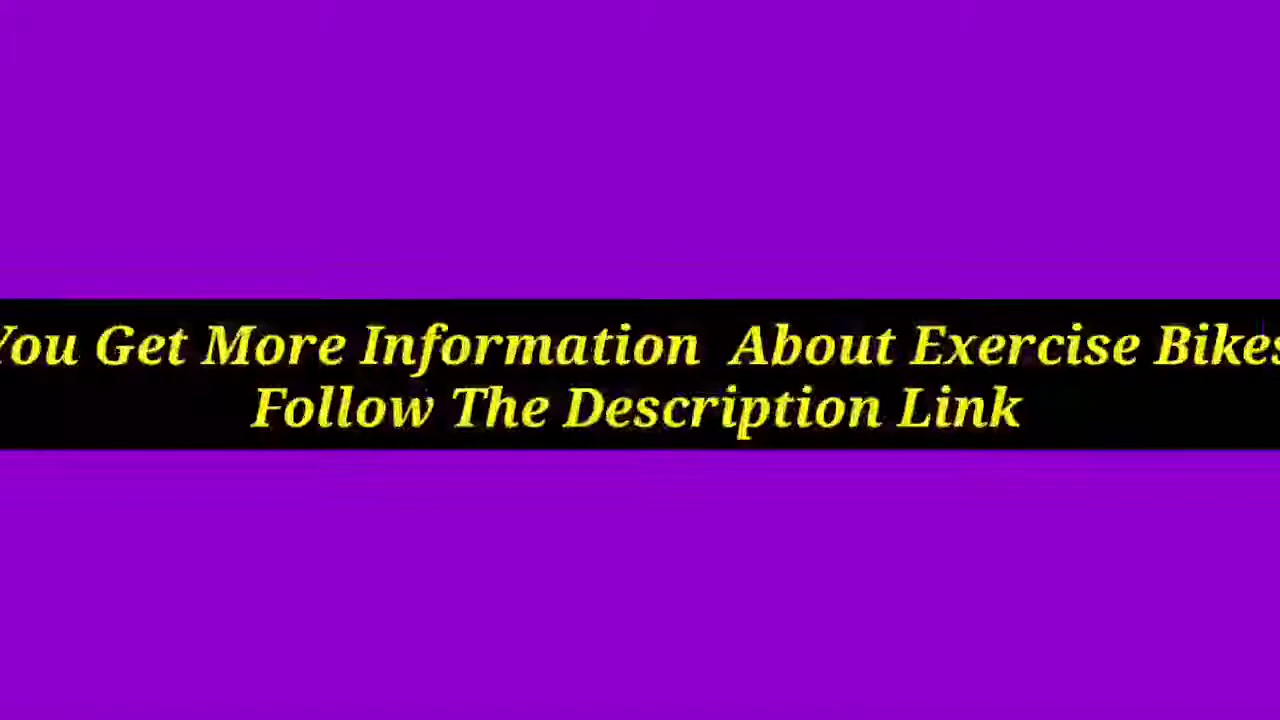 You Get More Information About Exercise Bikes
Follow The Description Link